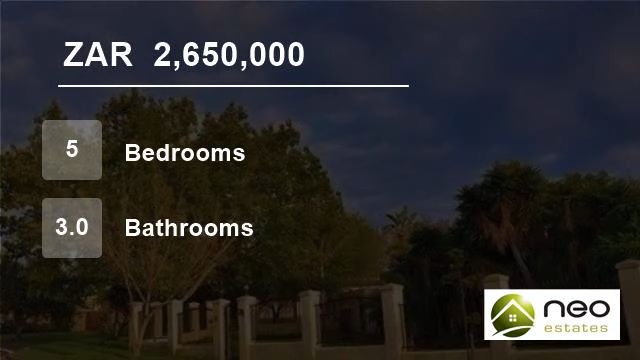 ZAR 2,650,000
5 Bedrooms
3.0 Bathrooms
neo
estates